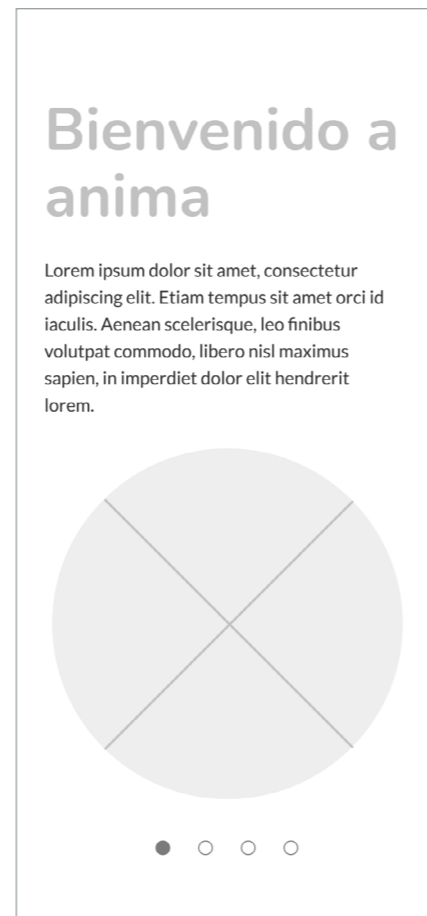 Bienvenido a
anima
Lorem ipsum dolor sit amet, consectetur
adipiscing elit. Etiam tempus sit amet orci id
iaculis. Aenean scelerisque, leo finibus
volutpat commodo, libero nisl maximus
sapien, in imperdiet dolor elit hendrerit
lorem.